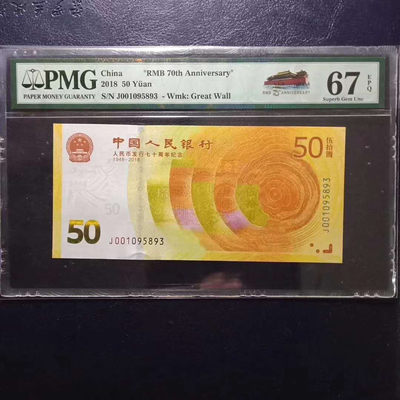 PMG
PAPER MONEY GUARANTY
China "RMB 70th Anniversary"
2018 50 Yüan
S/N J001095893 - Wmk: Great Wall
67 EPQ
Superb Gem Unc
中国人民银行
人民币发行七十周年纪念
1948-2018
50 伍拾圆
50
50
J001095893
J001095893